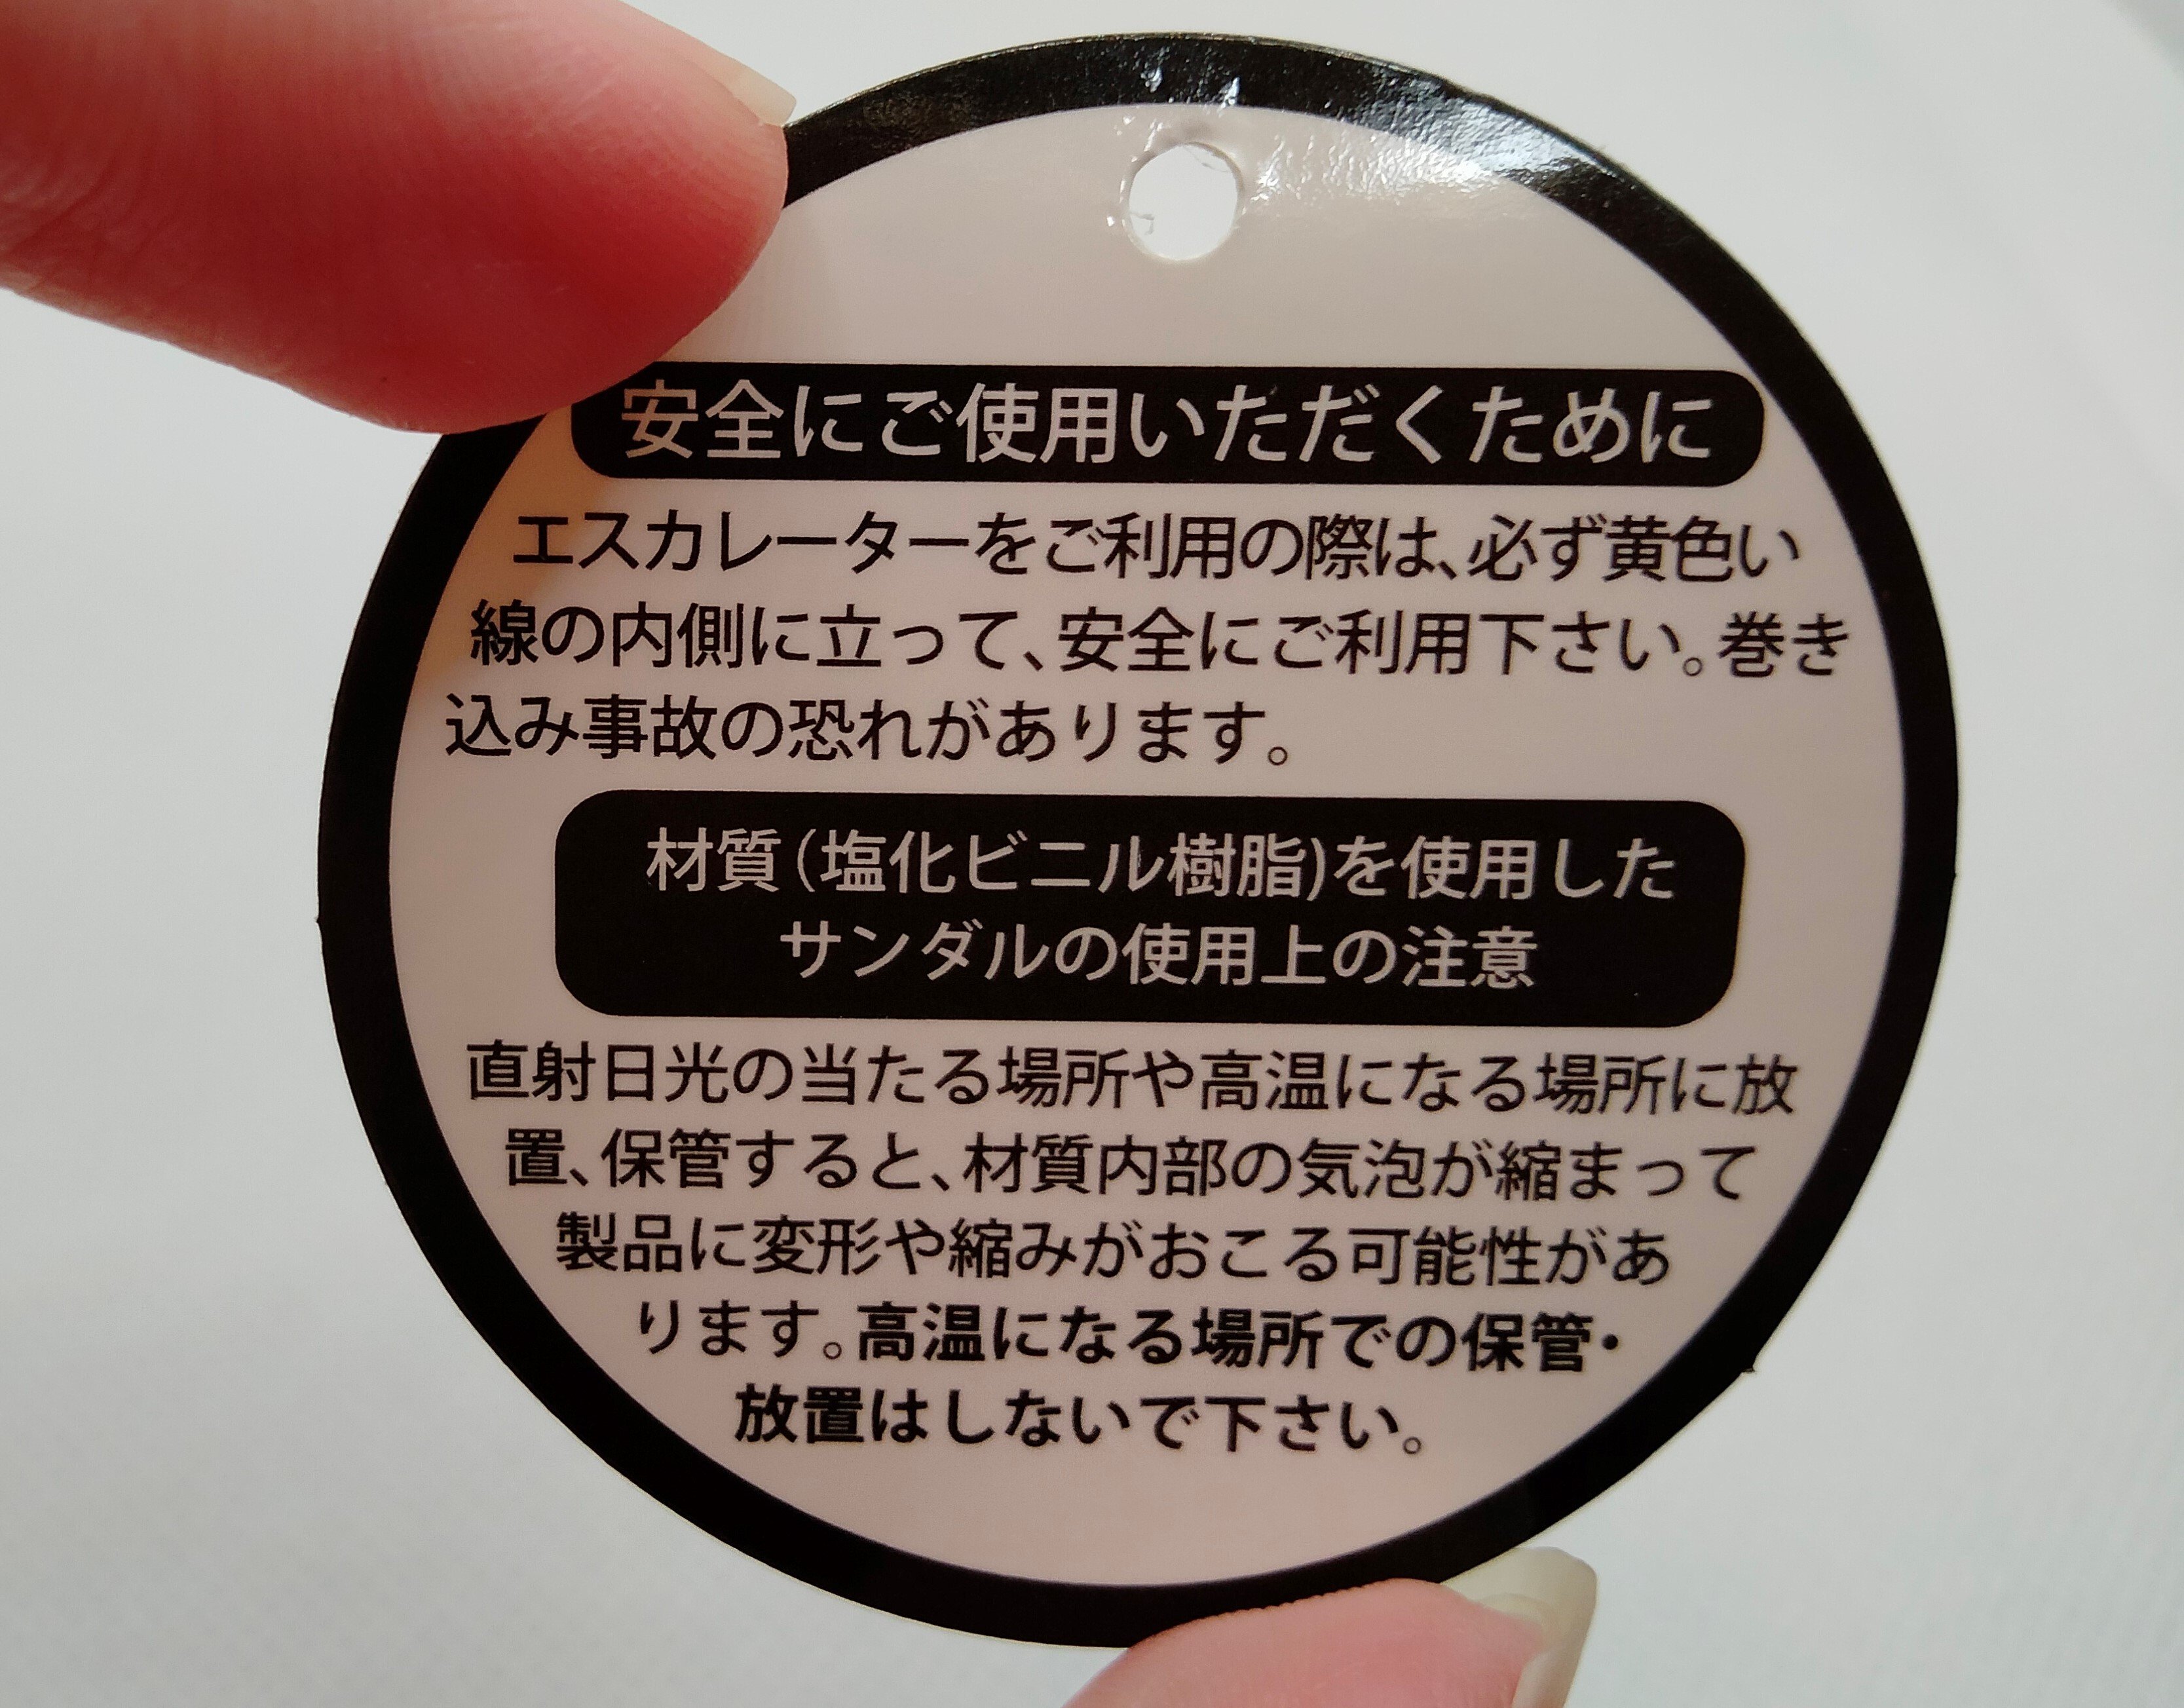 安全にご使用いただくために
エスカレーターをご利用の際は、必ず黄色い
線の内側に立って、安全にご利用下さい。巻き
込み事故の恐れがあります。
材質(塩化ビニル樹脂)を使用した
サンダルの使用上の注意
直射日光の当たる場所や高温になる場所に放
置、保管すると、材質内部の気泡が縮まって
製品に変形や縮みがおこる可能性があ
ります。高温になる場所での保管・
放置はしないで下さい。